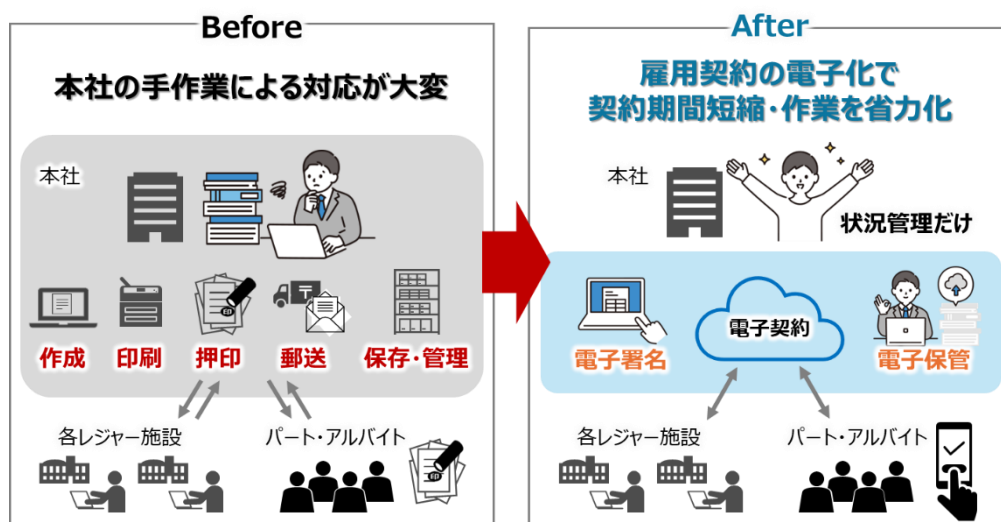 Before
本社の手作業による対応が大変
本社
作成
印刷
押印
郵送
保存・管理
各レジャー施設
パート・アルバイト
印
After
雇用契約の電子化で
契約期間短縮・作業を省力化
本社
状況管理だけ
電子署名
電子契約
電子保管
各レジャー施設
パート・アルバイト